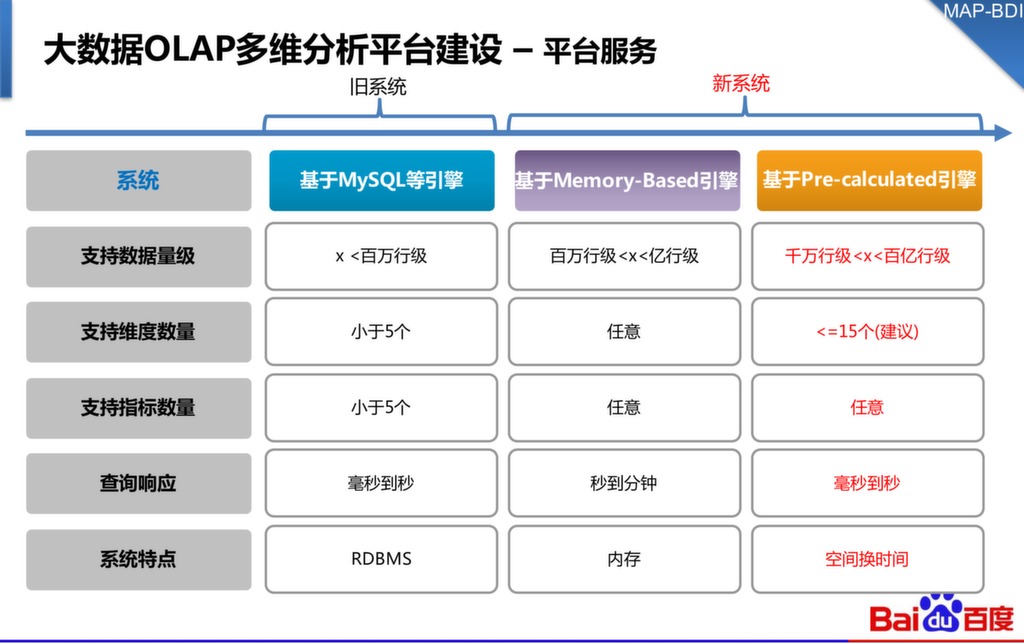 MAP-BDI
大数据OLAP多维分析平台建设 – 平台服务
旧系统
新系统
系统
基于MySQL等引擎
基于Memory-Based引擎
基于Pre-calculated引擎
支持数据量级
x <百万行级
百万行级<x<亿行级
千万行级<x<百亿行级
支持维度数量
小于5个
任意
<=15个(建议)
支持指标数量
小于5个
任意
任意
查询响应
毫秒到秒
秒到分钟
毫秒到秒
系统特点
RDBMS
内存
空间换时间
Bai du 百度